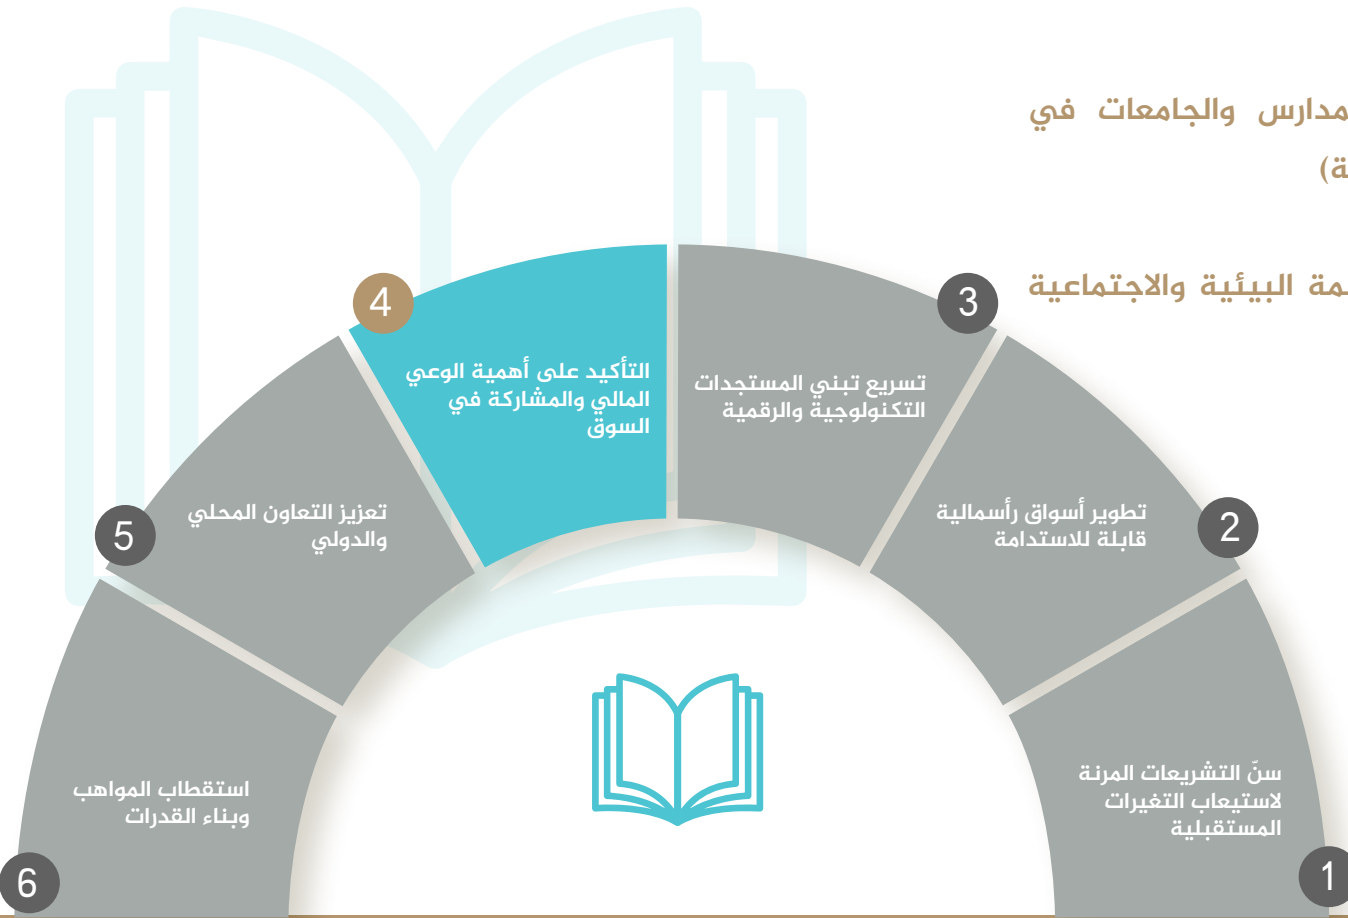 والجامعات في
البيئية والاجتماعية
3
تسريع تبني المستجدات
التكنولوجية والرقمية
4
التأكيد على أهمية الوعي
المالي والمشاركة في
السوق
2
تطوير أسواق رأسمالية
قابلة للاستدامة
5
تعزيز التعاون المحلي
والدولي
1
سنّ التشريعات المرنة
لاستيعاب التغيرات
المستقبلية
6
استقطاب المواهب
وبناء القدرات